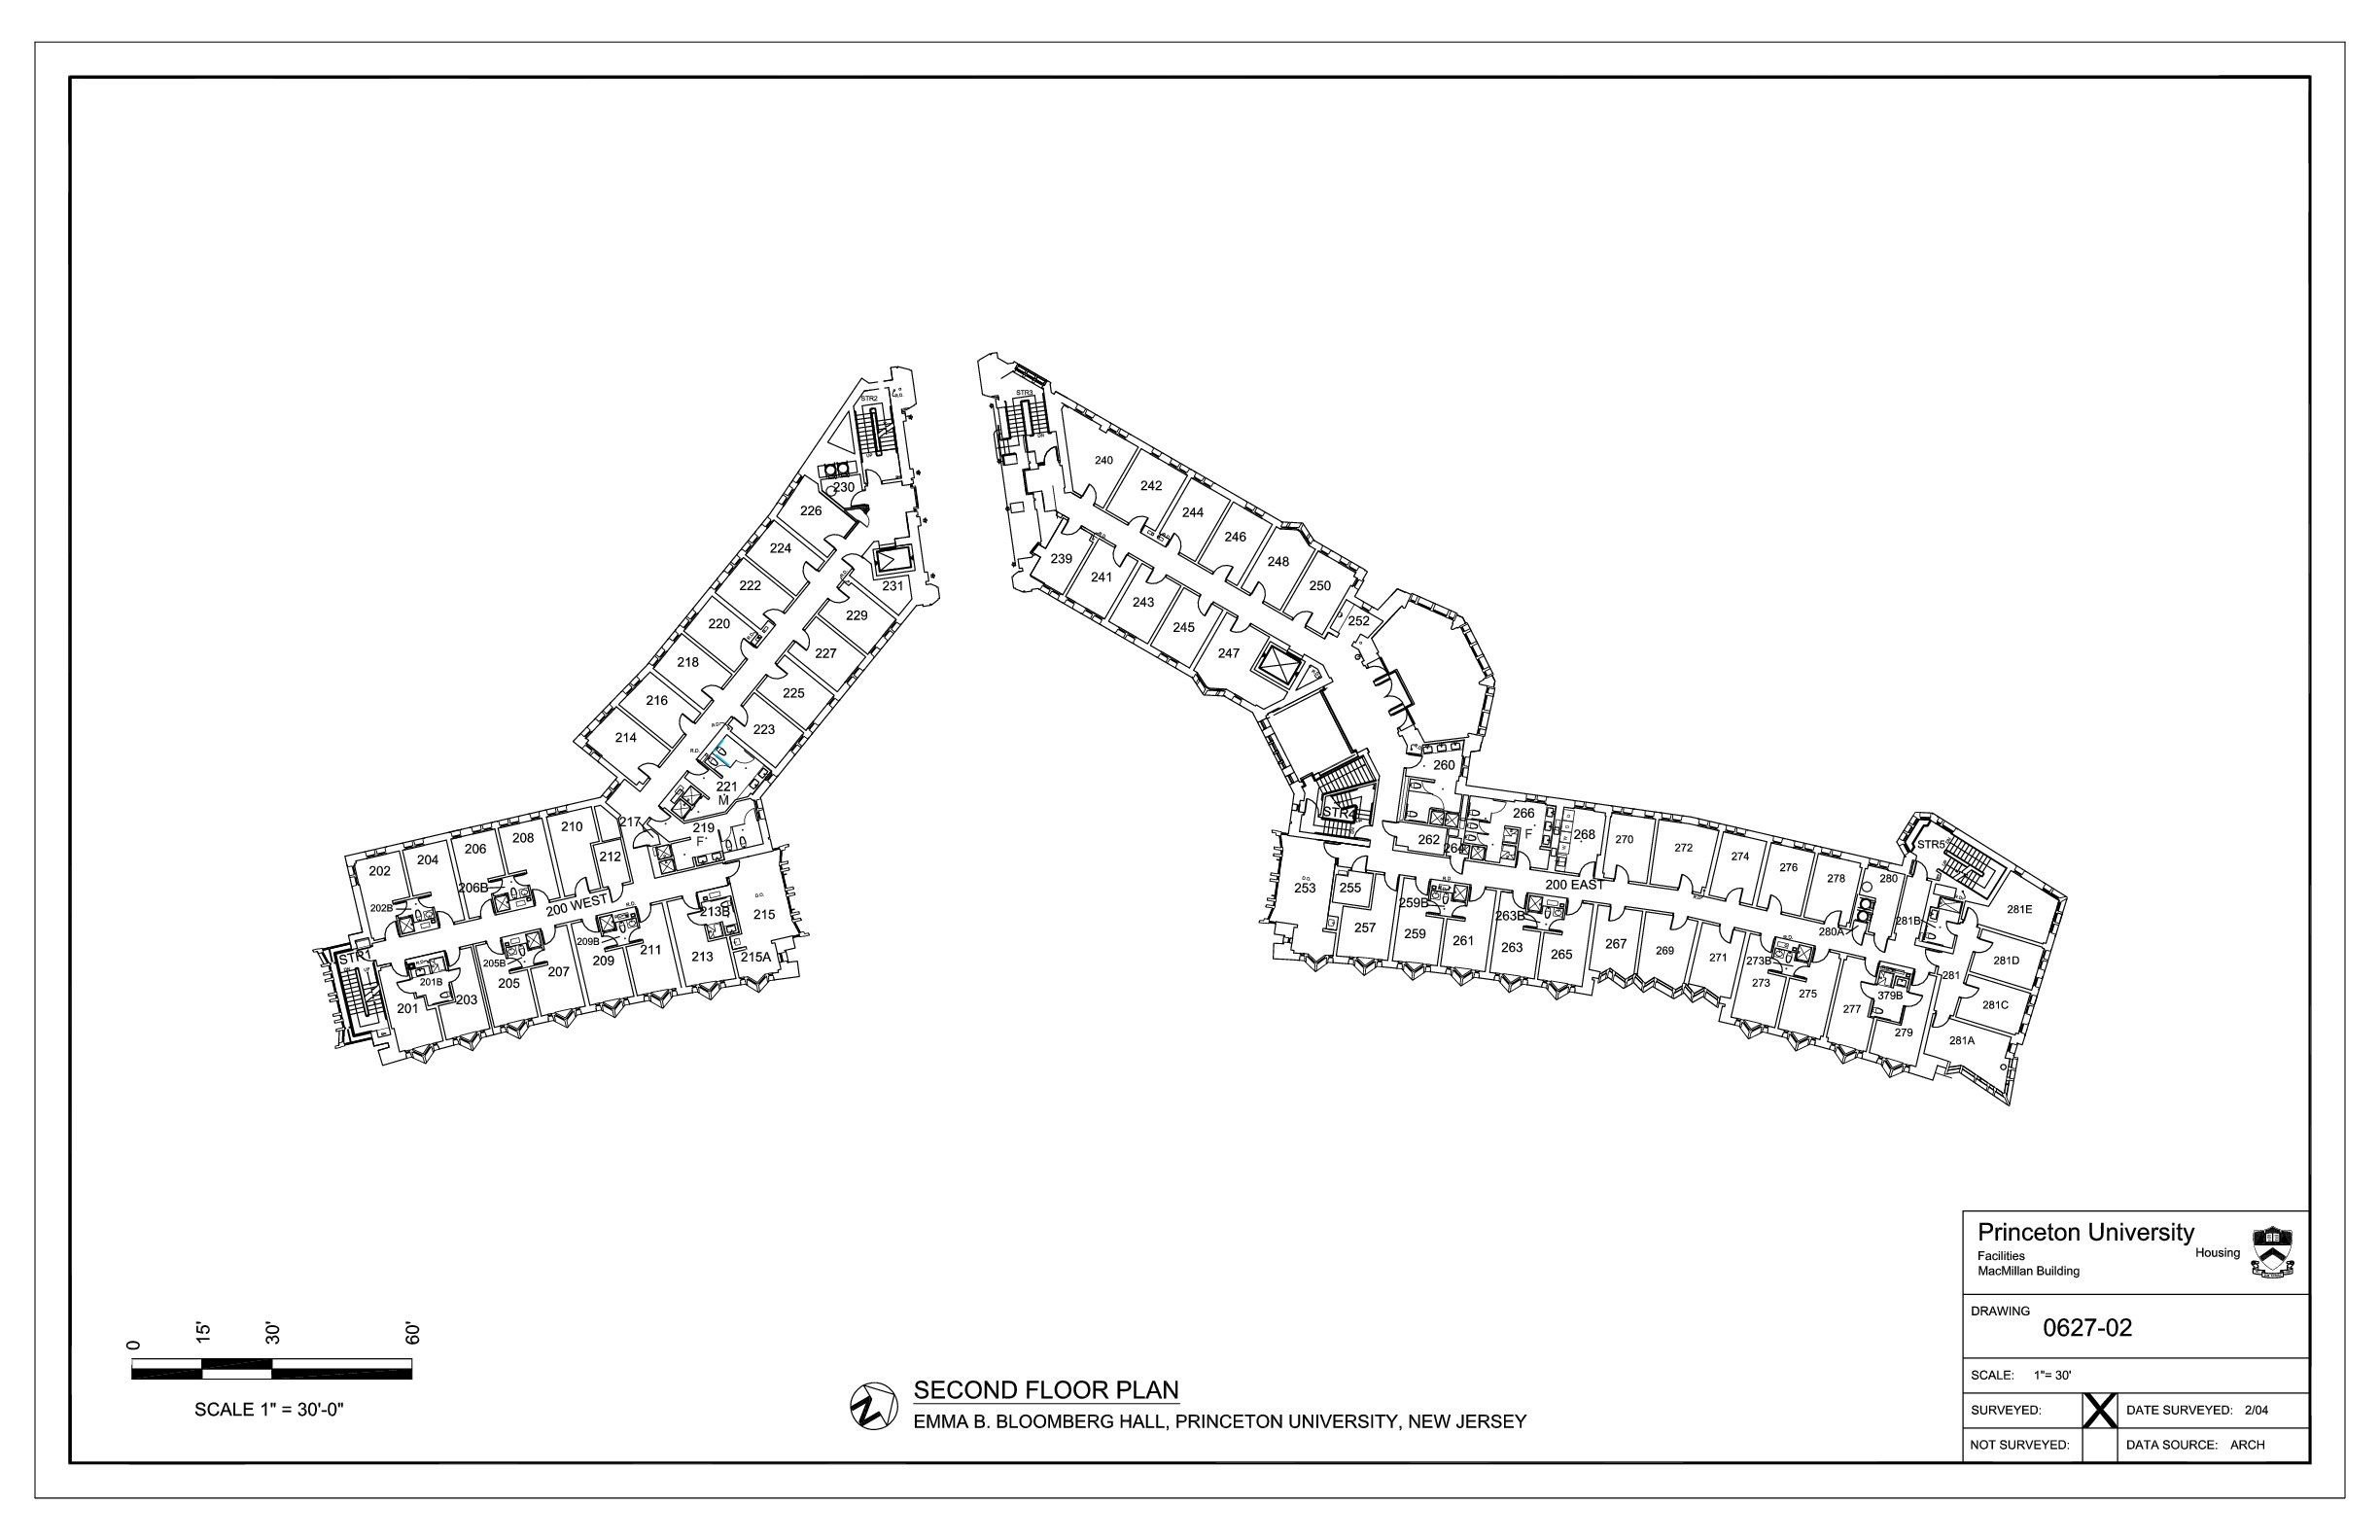 STR2
STR3
230
226
224
222
231
229
220
227
218
225
216
223
214
221
M
217
219
F
240
242
244
246
248
250
252
239
241
243
245
247
260
STR4
262
264
266
F
268
270
272
274
276
278
280
STR5
202
204
206
208
210
212
206B
202B
200 WEST
R.D.
213B
215
209B
STR1
205B
201B
201
203
205
207
209
211
213
215A
253
255
200 EAST
259B
263B
280A
281B
281E
257
259
261
263
265
267
269
271
273B
281
281D
273
275
277
379B
279
281C
281A
Princeton University
Facilities
Housing
MacMillan Building
DRAWING
0627-02
SCALE: 1"= 30'
SURVEYED: X DATE SURVEYED: 2/04
NOT SURVEYED: DATA SOURCE: ARCH
0 15' 30' 60'
SCALE 1" = 30'-0"
N
SECOND FLOOR PLAN
EMMA B. BLOOMBERG HALL, PRINCETON UNIVERSITY, NEW JERSEY